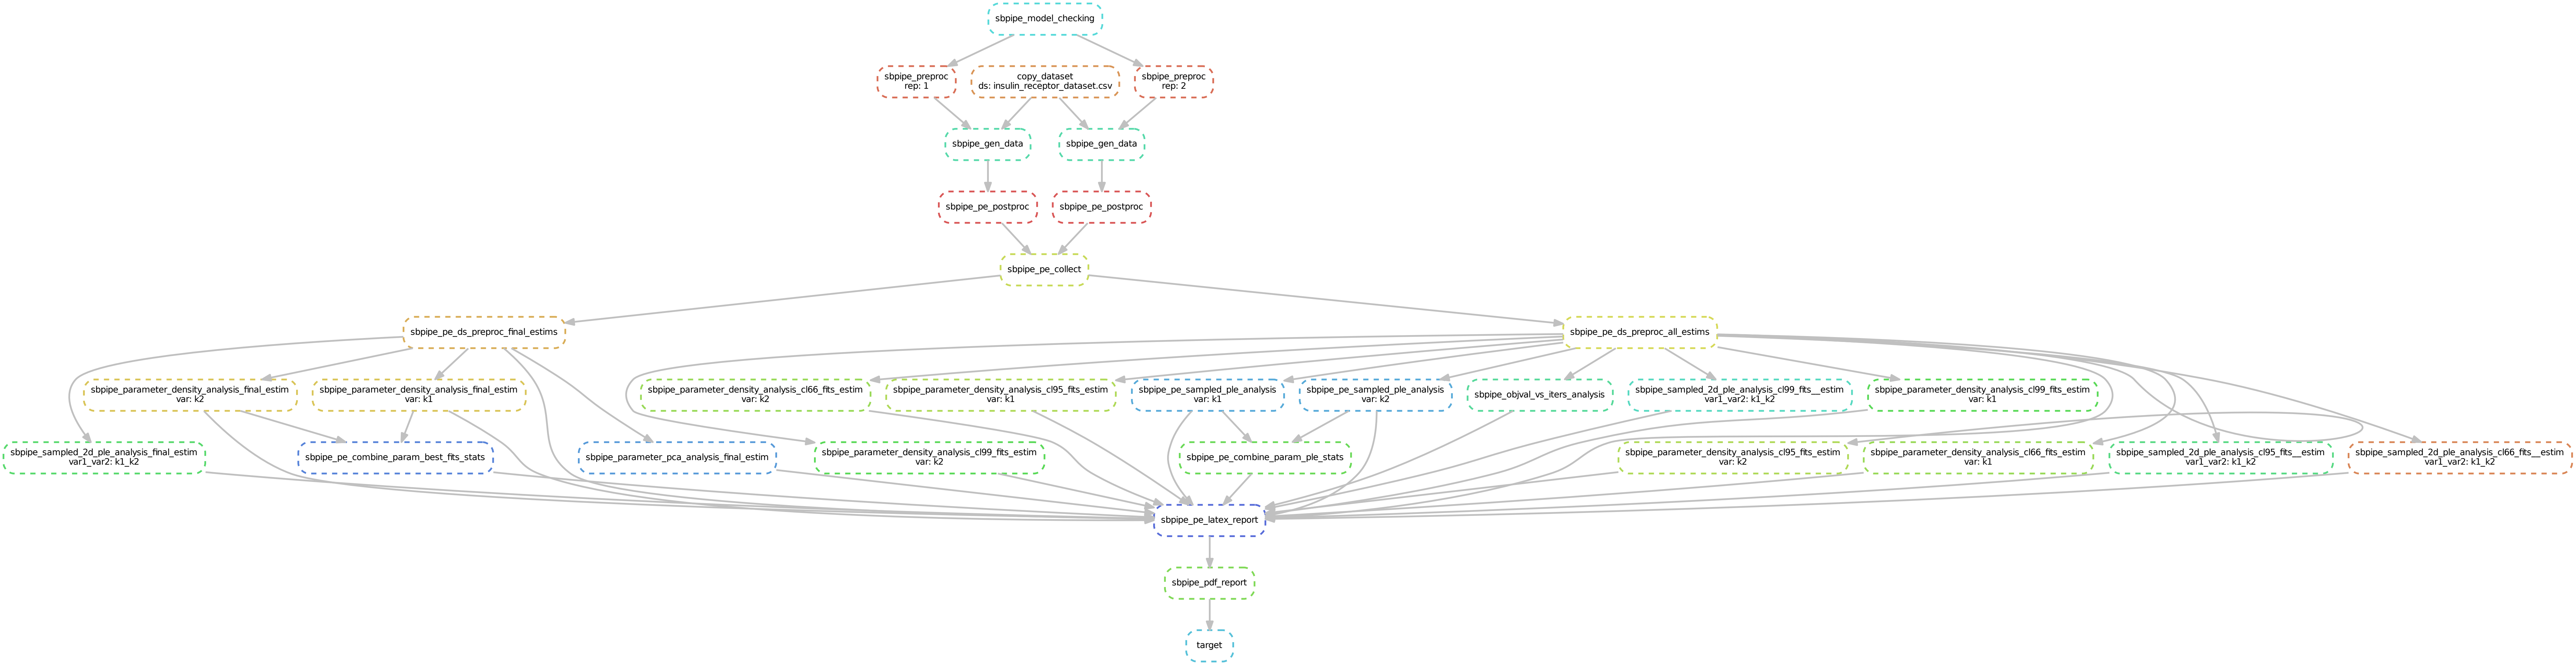 sbpipe_model_checking
sbpipe_preproc
rep: 1
copy_dataset
ds: insulin_receptor_dataset.csv
sbpipe_preproc
rep: 2
sbpipe_gen_data
sbpipe_gen_data
sbpipe_pe_postproc
sbpipe_pe_postproc
sbpipe_pe_collect
sbpipe_pe_ds_preproc_final_estims
sbpipe_pe_ds_preproc_all_estims
sbpipe_parameter_density_analysis_final_estim
var: k2
sbpipe_parameter_density_analysis_final_estim
var: k1
sbpipe_parameter_density_analysis_cl66_fits_estim
var: k2
sbpipe_parameter_density_analysis_cl95_fits_estim
var: k1
sbpipe_pe_sampled_ple_analysis
var: k1
sbpipe_pe_sampled_ple_analysis
var: k2
sbpipe_objval_vs_iters_analysis
sbpipe_sampled_2d_ple_analysis_cl99_fits__estim
var1_var2: k1_k2
sbpipe_parameter_density_analysis_cl99_fits_estim
var: k1
sbpipe_sampled_2d_ple_analysis_final_estim
var1_var2: k1_k2
sbpipe_pe_combine_param_best_fits_stats
sbpipe_parameter_pca_analysis_final_estim
sbpipe_parameter_density_analysis_cl99_fits_estim
var: k2
sbpipe_pe_combine_param_ple_stats
sbpipe_parameter_density_analysis_cl95_fits_estim
var: k2
sbpipe_parameter_density_analysis_cl66_fits_estim
var: k1
sbpipe_sampled_2d_ple_analysis_cl95_fits__estim
var1_var2: k1_k2
sbpipe_sampled_2d_ple_analysis_cl66_fits__estim
var1_var2: k1_k2
sbpipe_pe_latex_report
sbpipe_pdf_report
target